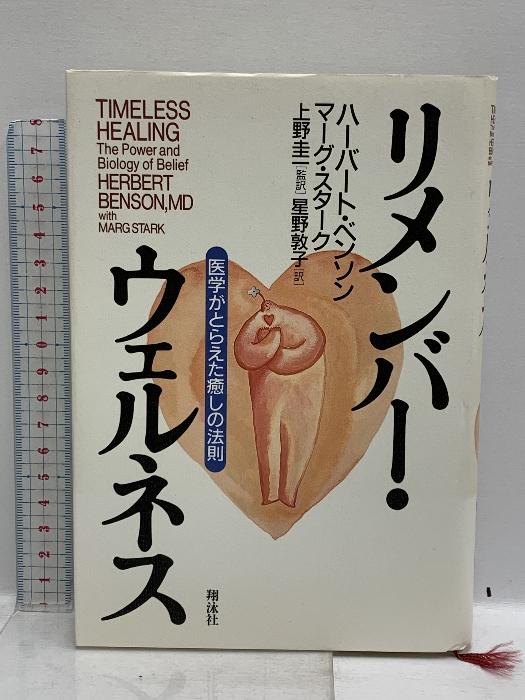 TIMELESS
HEALING
The Power and
Biology of Belief
HERBERT
BENSON, MD
with
MARG STARK
リメンバー・
ウェルネス
ハーバート・ベンソン
マーグ・スターク
上野圭一[監訳]星野敦子[訳]
医学がとらえた癒しの法則
翔泳社